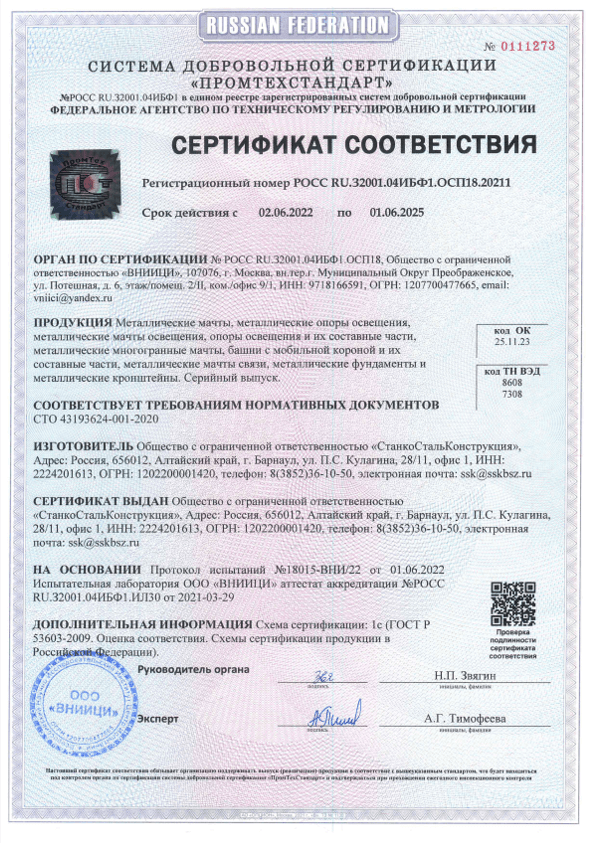 RUSSIAN FEDERATION
№ 0111273
СИСТЕМА ДОБРОВОЛЬНОЙ СЕРТИФИКАЦИИ
«ПРОМТЕХСТАНДАРТ»
№РОСС RU.32001.04ИБФ1 в едином реестре зарегистрированных систем добровольной сертификации
ФЕДЕРАЛЬНОЕ АГЕНТСТВО ПО ТЕХНИЧЕСКОМУ РЕГУЛИРОВАНИЮ И МЕТРОЛОГИИ
СЕРТИФИКАТ СООТВЕТСТВИЯ
ПромТех
Стандарт
Регистрационный номер РОСС RU.32001.04ИБФ1.ОСП18.20211
Срок действия с 02.06.2022 по 01.06.2025
ОРГАН ПО СЕРТИФИКАЦИИ № РОСС RU.32001.04ИБФ1.ОСП18, Общество с ограниченной
ответственностью «ВНИИЦИ», 107076, г. Москва, вн.тер.г. Муниципальный Округ Преображенское,
ул. Потешная, д. 6, этаж/помещ. 2/II, ком./офис 9/1, ИНН: 9718166591, ОГРН: 1207700477665, email:
vniici@yandex.ru
ПРОДУКЦИЯ Металлические мачты, металлические опоры освещения,
металлические мачты освещения, опоры освещения и их составные части,
металлические многогранные мачты, башни с мобильной короной и их
составные части, металлические мачты связи, металлические фундаменты и
металлические кронштейны. Серийный выпуск.
код ОК
25.11.23
код ТН ВЭД
8608
7308
СООТВЕТСТВУЕТ ТРЕБОВАНИЯМ НОРМАТИВНЫХ ДОКУМЕНТОВ
СТО 43193624-001-2020
ИЗГОТОВИТЕЛЬ Общество с ограниченной ответственностью «СтанкоСтальКонструкция»,
Адрес: Россия, 656012, Алтайский край, г. Барнаул, ул. П.С. Кулагина, 28/11, офис 1, ИНН:
2224201613, ОГРН: 1202200001420, телефон: 8(3852)36-10-50, электронная почта: ssk@sskbsz.ru
СЕРТИФИКАТ ВЫДАН Общество с ограниченной ответственностью
«СтанкоСтальКонструкция», Адрес: Россия, 656012, Алтайский край, г. Барнаул, ул. П.С. Кулагина,
28/11, офис 1, ИНН: 2224201613, ОГРН: 1202200001420, телефон: 8(3852)36-10-50, электронная
почта: ssk@sskbsz.ru
НА ОСНОВАНИИ Протокол испытаний №18015-ВНИ/22 от 01.06.2022
Испытательная лаборатория ООО «ВНИИЦИ» аттестат аккредитации №РОСС
RU.32001.04ИБФ1.ИЛ30 от 2021-03-29
ДОПОЛНИТЕЛЬНАЯ ИНФОРМАЦИЯ Схема сертификации: 1с (ГОСТ Р
53603-2009. Оценка соответствия. Схемы сертификации продукции в
Российской Федерации).
Проверка
подлинности
сертификата
соответствия
Руководитель органа
подпись
Н.П. Звягин
инициалы, фамилия
ООО
«ВНИИЦИ»
Эксперт
подпись
А.Г. Тимофеева
инициалы, фамилия
Настоящий сертификат соответствия обязывает организацию поддерживать выпуск (реализацию) продукции в соответствии с вышеуказанным стандартом, что будет находиться
под контролем органа по сертификации системы добровольной сертификации «ПромТехСтандарт» и подтверждаться при прохождении ежегодного инспекционного контроля